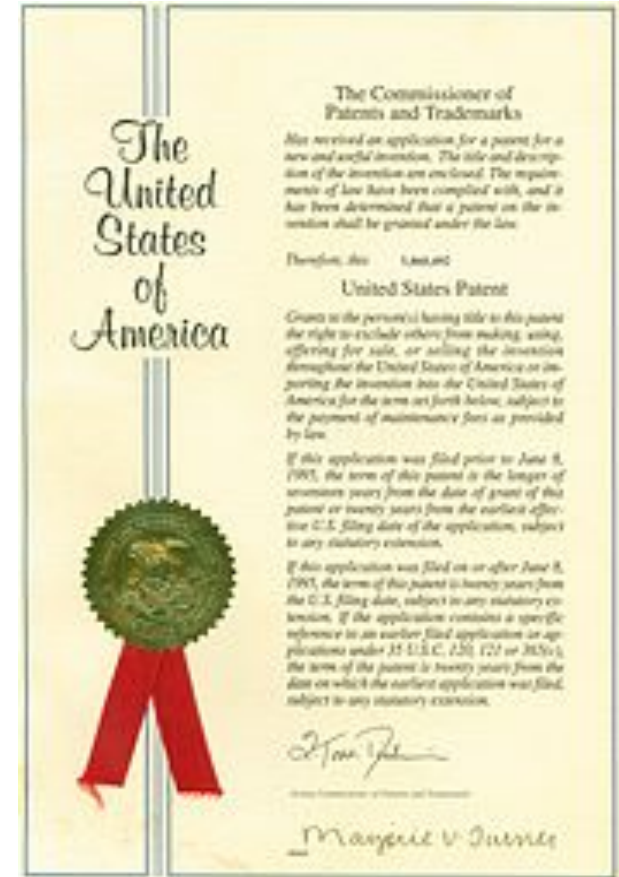 The
United
States
of
America
The Commissioner of
Patents and Trademarks
Has received an application for a patent for a
new and useful invention. The title and descrip-
tion of the invention are enclosed. The require-
ments of law have been complied with, and it
has been determined that a patent on the in-
vention shall be granted under the law.
Therefore, this
United States Patent
Grants to the person(s) having title to this patent
the right to exclude others from making, using,
offering for sale, or selling the invention
throughout the United States of America or im-
porting the invention into the United States of
America for the term set forth below, subject to
the payment of maintenance fees as provided
by law.
If this application was filed prior to June 8,
1995, the term of this patent is the longer of
seventeen years from the date of grant of this
patent or twenty years from the earliest effec-
tive U.S. filing date of the application, subject
to any statutory extension.
If this application was filed on or after June 8,
1995, the term of this patent is twenty years from
the U.S. filing date, subject to any statutory ex-
tension. If the application contains a specific
reference to an earlier filed application or ap-
plications under 35 U.S.C. 120, 121 or 365(c),
the term of the patent is twenty years from the
date on which the earliest application was filed,
subject to any statutory extension.
Marjorie V Turner